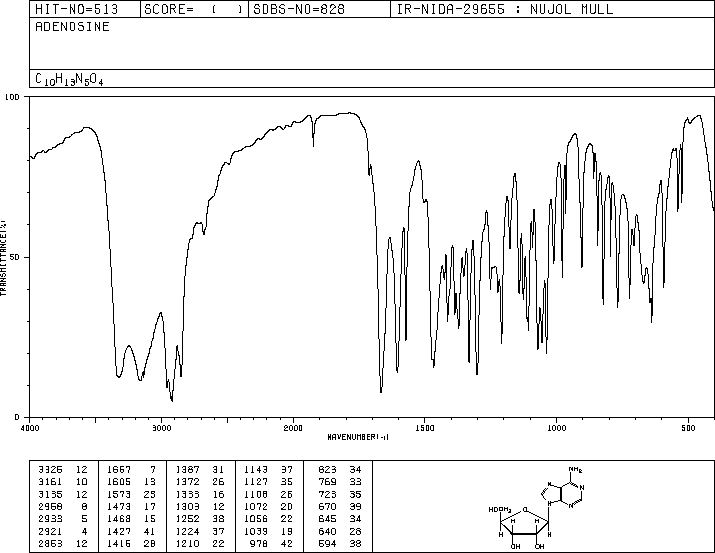 HIT-NO=513 SCORE= ( ) SDBS-NO=828 IR-NIDA-29655 : NUJOL MULL
ADENOSINE
C10H13N5O4
100
50
0
TRANSMITTANCE(%)
4000 3000 2000 1500 1000 500
WAVENUMBER(-1)
3325 12 1667 7 1387 31 1143 37 823 34
3161 10 1605 13 1372 26 1127 35 769 33
3135 12 1573 23 1333 16 1108 26 723 35
2958 8 1473 17 1303 12 1072 20 670 39
2933 5 1468 15 1252 38 1056 22 645 34
2921 4 1427 41 1224 37 1039 19 640 28
2853 12 1415 28 1210 22 978 42 594 38
NH2
N N
N N
HOCH2 O
H H
H H
OH OH